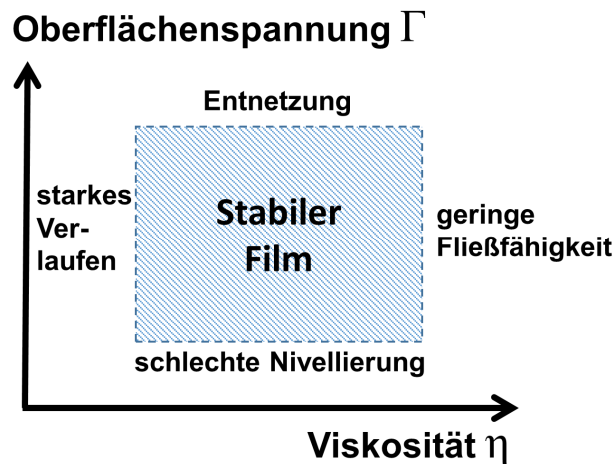 Oberflächenspannung Γ
Entnetzung
starkes
Ver-
laufen
Stabiler
Film
geringe
Fließfähigkeit
schlechte Nivellierung
Viskosität η